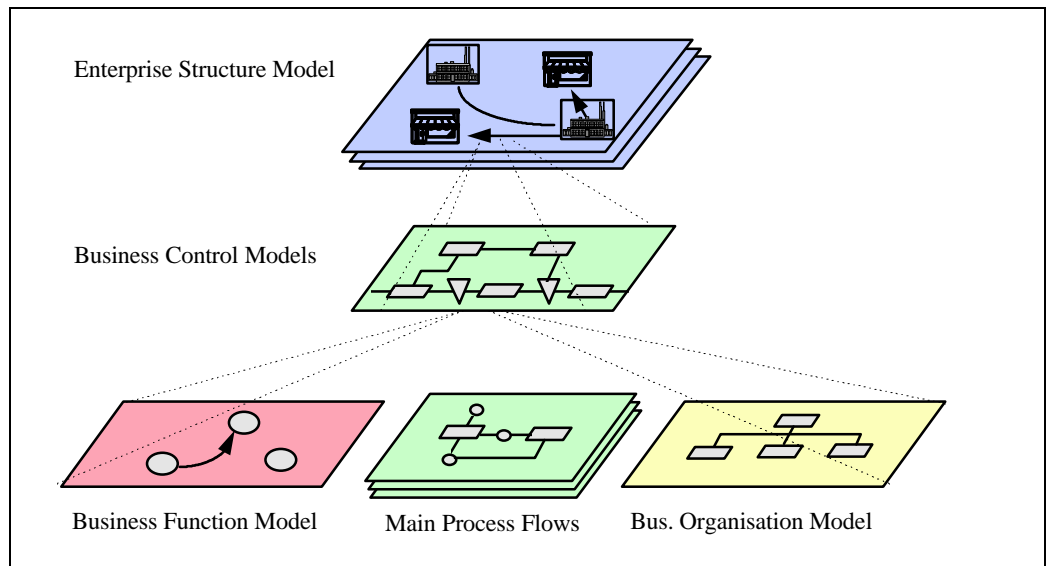 Enterprise Structure Model
Business Control Models
Business Function Model
Main Process Flows
Bus. Organisation Model